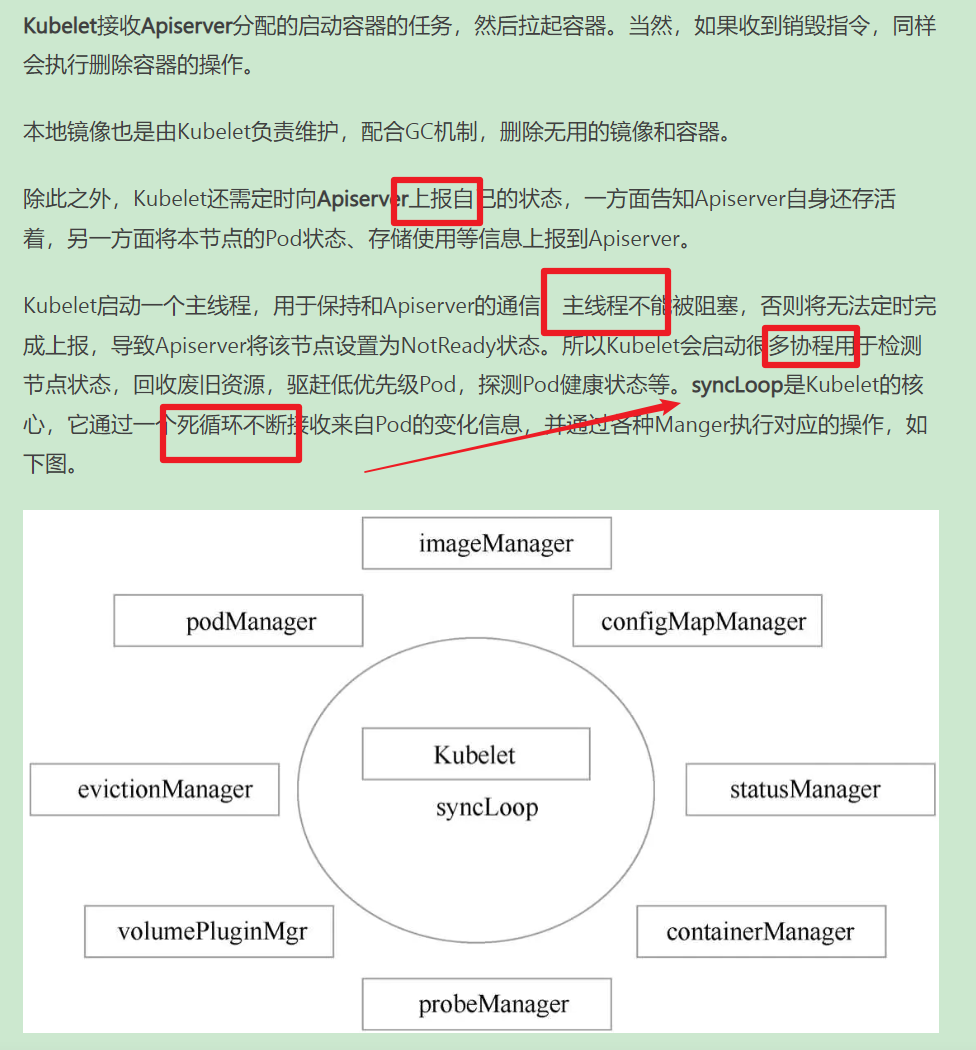 Kubelet接收Apiserver分配的启动容器的任务，然后拉起容器。当然，如果收到销毁指令，同样
会执行删除容器的操作。
本地镜像也是由Kubelet负责维护，配合GC机制，删除无用的镜像和容器。
除此之外，Kubelet还需定时向Apiserver上报自己的状态，一方面告知Apiserver自身还存活
着，另一方面将本节点的Pod状态、存储使用等信息上报到Apiserver。
Kubelet启动一个主线程，用于保持和Apiserver的通信 主线程不能被阻塞，否则将无法定时完
成上报，导致Apiserver将该节点设置为NotReady状态。所以Kubelet会启动很多协程用于检测
节点状态，回收废旧资源，驱赶低优先级Pod，探测Pod健康状态等。syncLoop是Kubelet的核
心，它通过一个死循环不断接收来自Pod的变化信息，并通过各种Manger执行对应的操作，如
下图。
imageManager
podManager
configMapManager
Kubelet
evictionManager
statusManager
syncLoop
volumePluginMgr
containerManager
probeManager